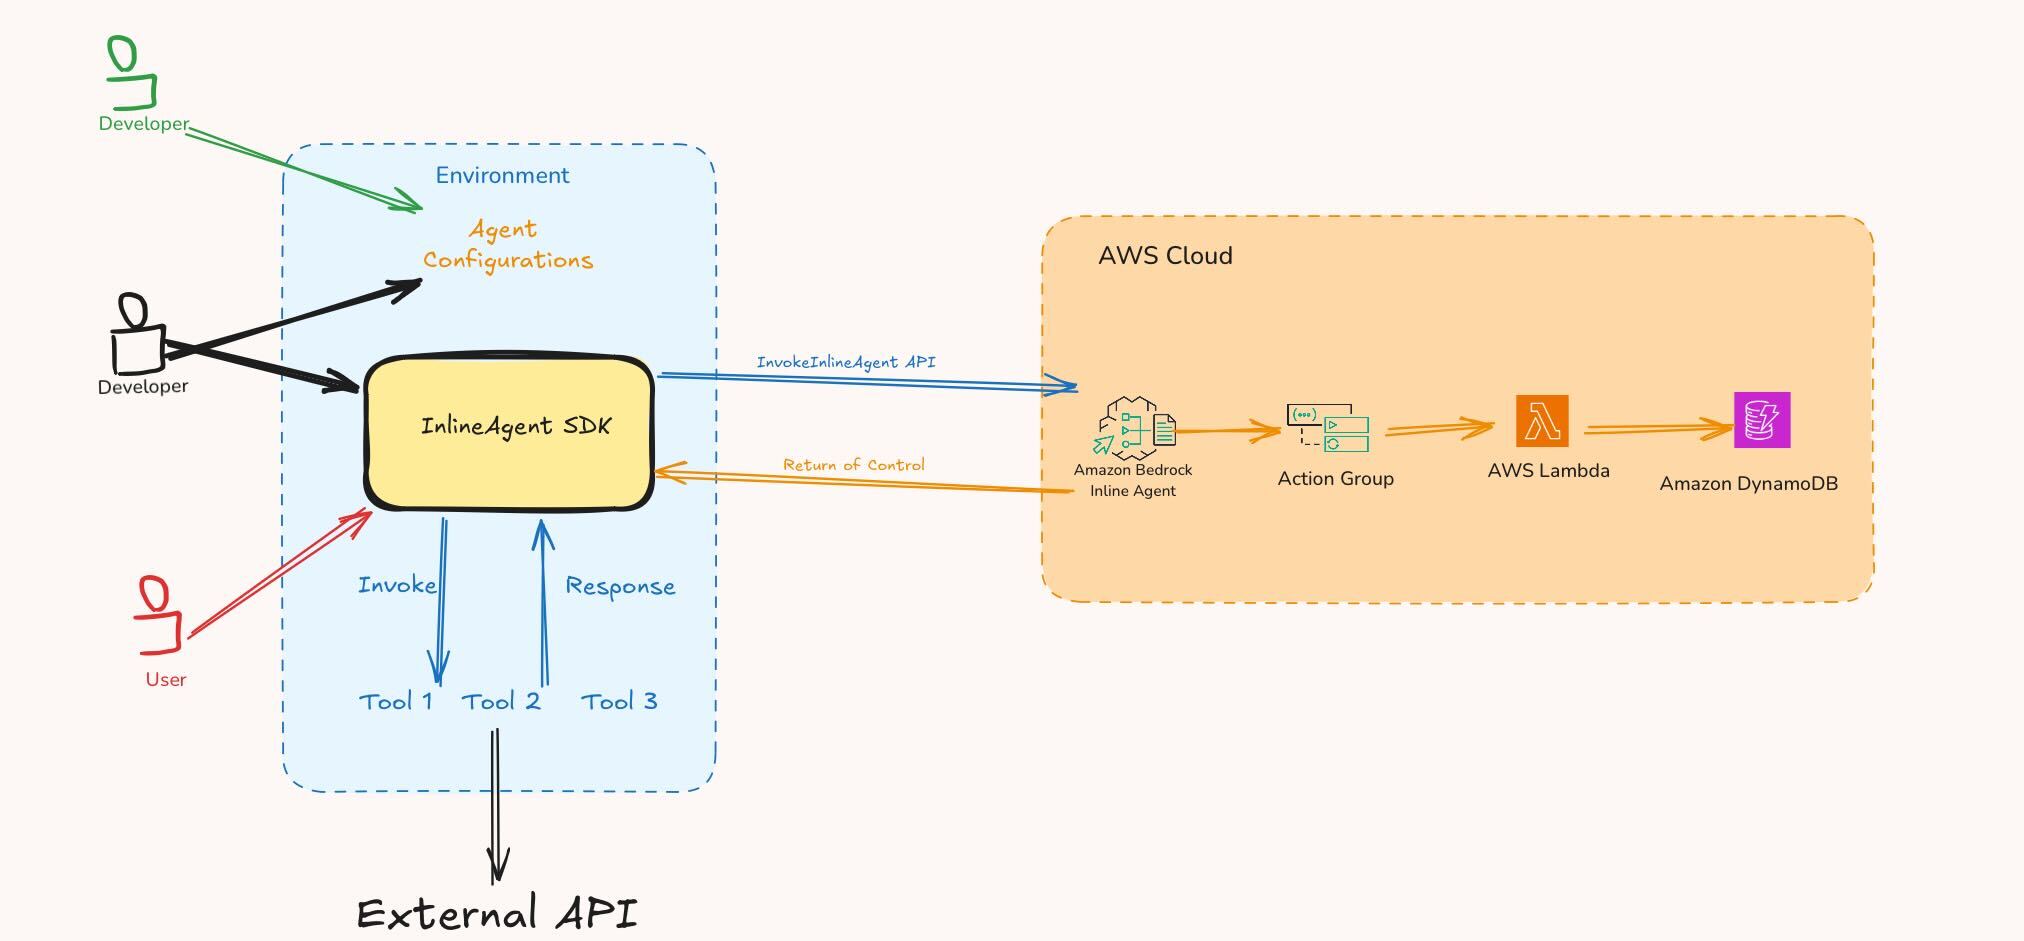 Developer
Environment
Agent
Configurations
AWS Cloud
Developer
InlineAgent SDK
InvokeInlineAgent API
Return of Control
Amazon Bedrock
Inline Agent
Action Group
AWS Lambda
Amazon DynamoDB
User
Invoke
Response
Tool 1
Tool 2
Tool 3
External API